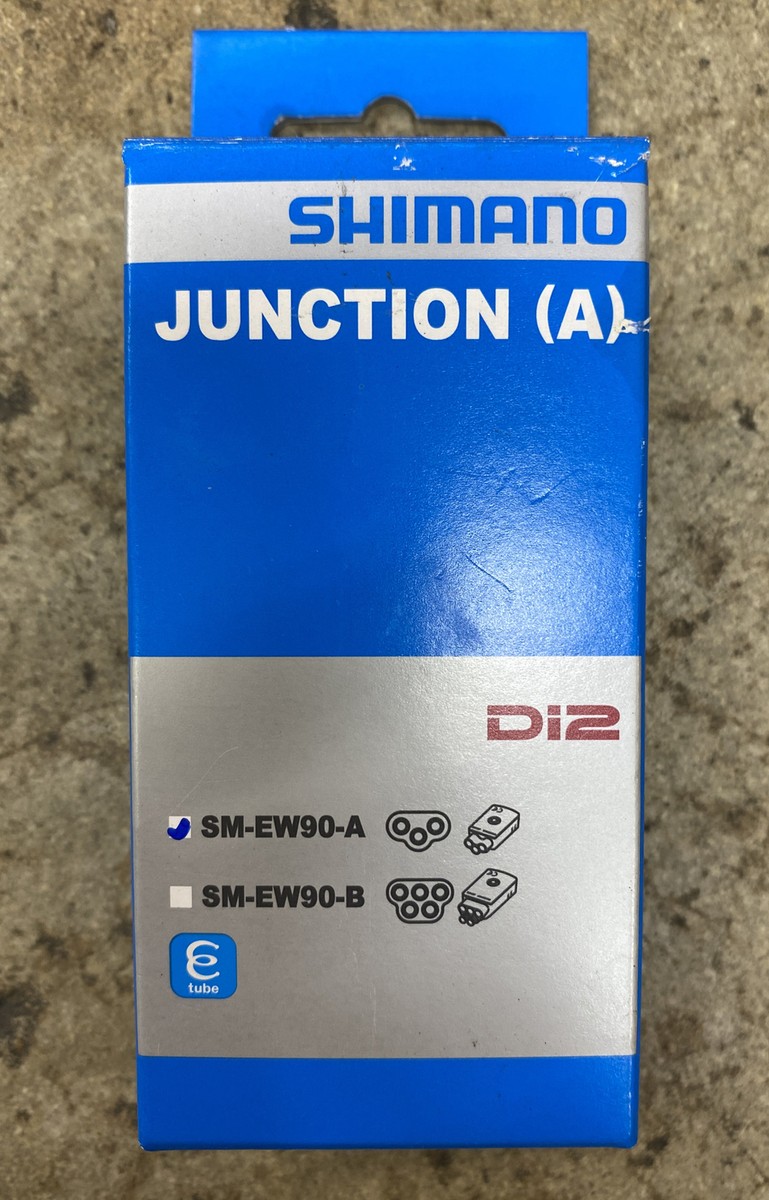 SHIMANO
JUNCTION (A)
Di2
SM-EW90-A
SM-EW90-B
E
tube